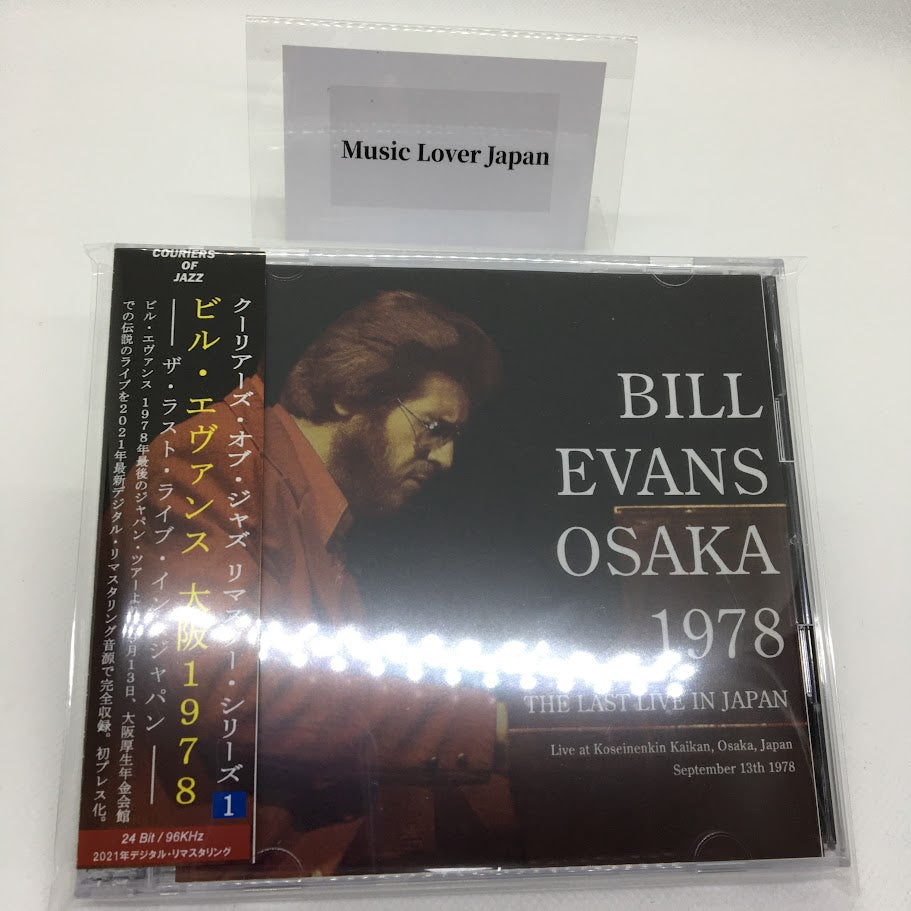 Music Lover Japan
COURIERS
OF
JAZZ
クーリアーズ・オブ・ジャズ リマスター・シリーズ 1
ビル・エヴァンス 大阪1978
── ザ・ラスト・ライブ・イン・ジャパン ──
ビル・エヴァンス 1978年最後のジャパン・ツアーよ 月13日、大阪厚生年金会館
での伝説のライブを2021年最新デジタル・リマスタリング音源で完全収録。初プレス化。
24 Bit / 96KHz
2021年デジタル・リマスタリング
BILL
EVANS
OSAKA
1978
THE LAST LIVE IN JAPAN
Live at Koseinenkin Kaikan, Osaka, Japan
September 13th 1978